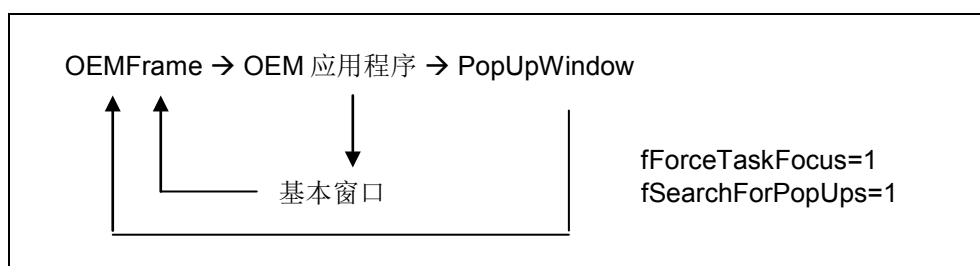 OEMFrame → OEM 应用程序 → PopUpWindow
fForceTaskFocus=1
基本窗口
fSearchForPopUps=1